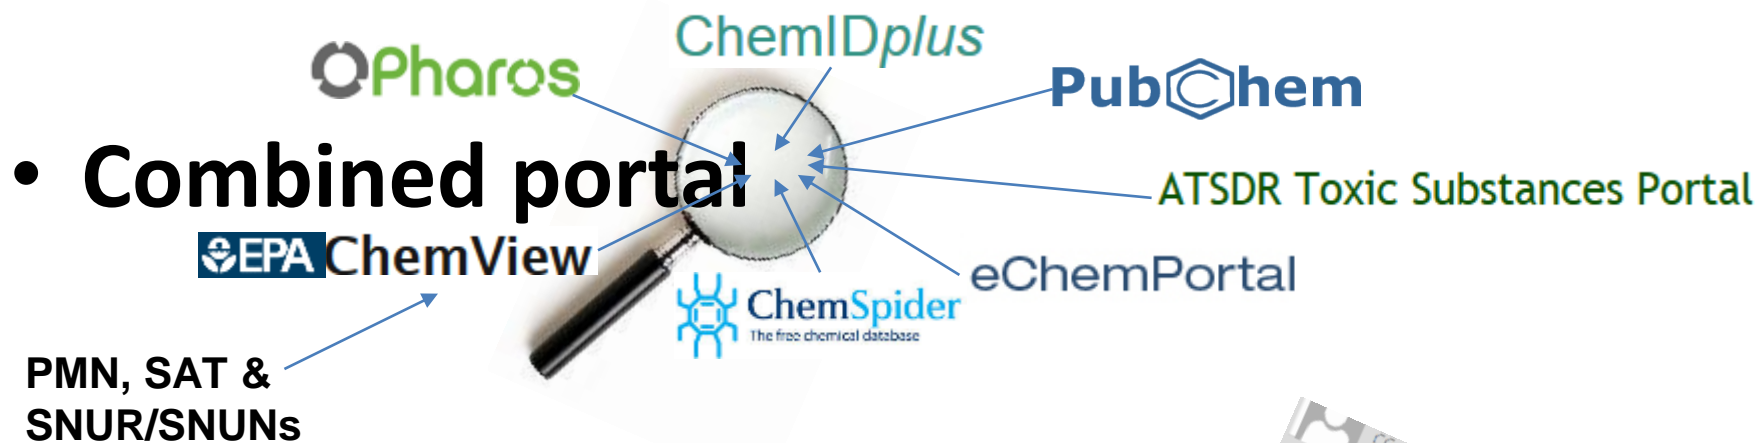 ChemIDplus
Pharos
PubChem
• Combined portal
ATSDR Toxic Substances Portal
EPA ChemView
eChemPortal
ChemSpider
The free chemical database
PMN, SAT &
SNUR/SNUNs